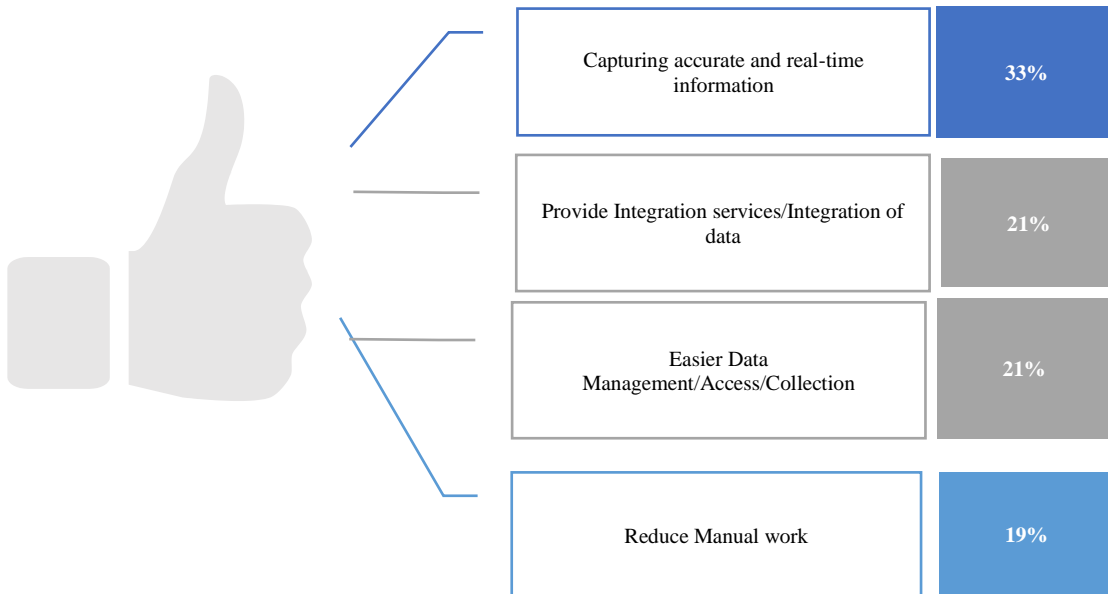 Capturing accurate and real-time
information
33%
Provide Integration services/Integration of
data
21%
Easier Data
Management/Access/Collection
21%
Reduce Manual work
19%